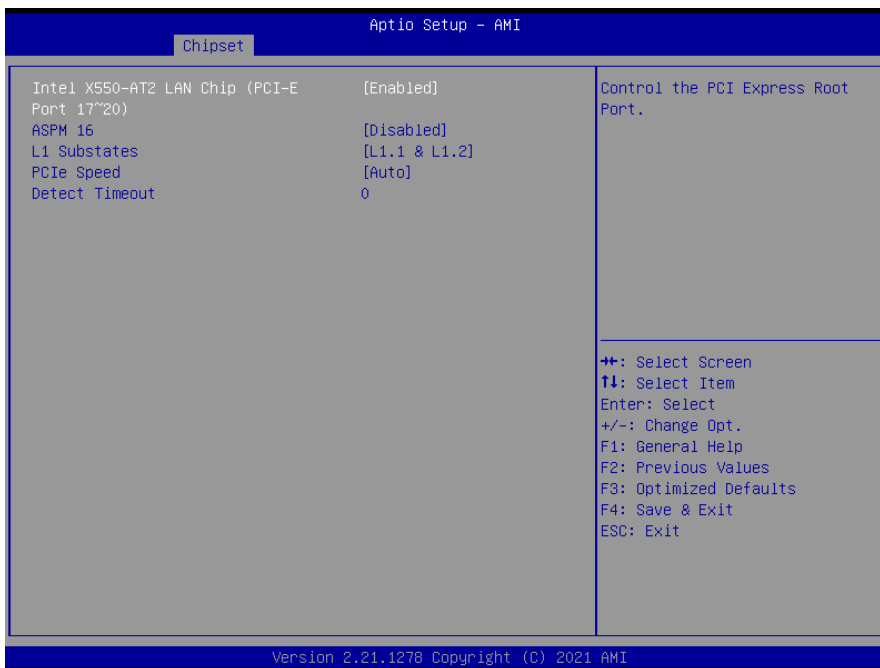 Aptio Setup - AMI
Chipset
Intel X550-AT2 LAN Chip (PCI-E [Enabled]
Port 17~20)
ASPM 16 [Disabled]
L1 Substates [L1.1 & L1.2]
PCIe Speed [Auto]
Detect Timeout 0
Control the PCI Express Root
Port.
→←: Select Screen
↑↓: Select Item
Enter: Select
+/-: Change Opt.
F1: General Help
F2: Previous Values
F3: Optimized Defaults
F4: Save & Exit
ESC: Exit
Version 2.21.1278 Copyright (C) 2021 AMI